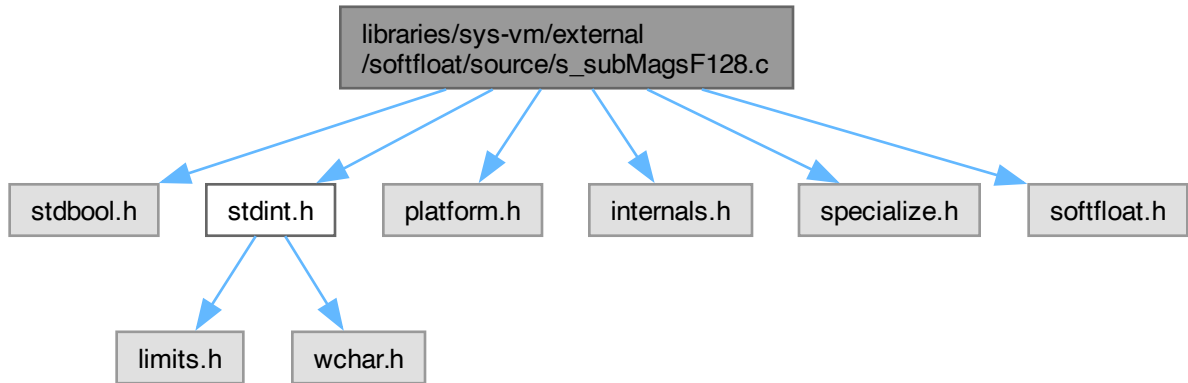 libraries/sys-vm/external
/softfloat/source/s_subMagsF128.c
stdbool.h
stdint.h
platform.h
internals.h
specialize.h
softfloat.h
limits.h
wchar.h